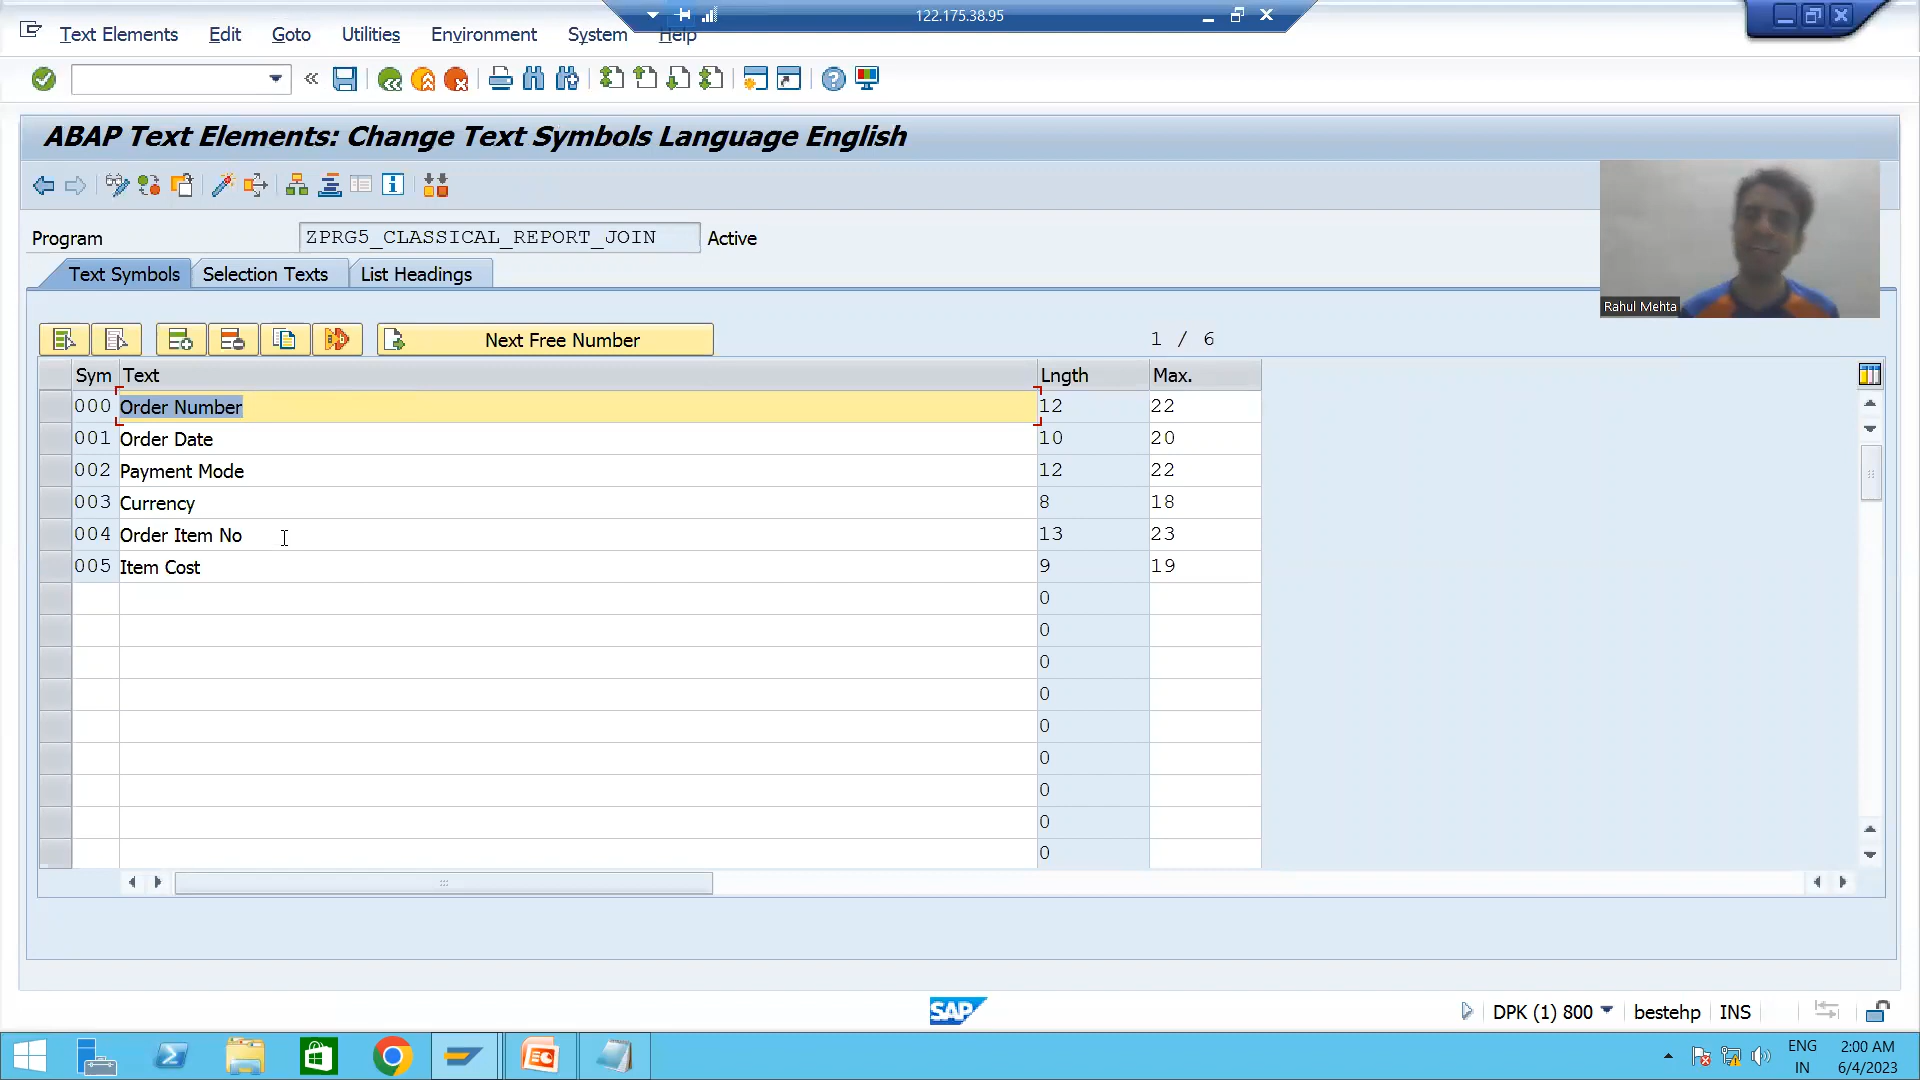 122.175.38.95
Text Elements Edit Goto Utilities Environment System Help
ABAP Text Elements: Change Text Symbols Language English
Program ZPRG5_CLASSICAL_REPORT_JOIN Active
Text Symbols Selection Texts List Headings
Rahul Mehta
Next Free Number 1 / 6
Sym Text Lngth Max.
000 Order Number 12 22
001 Order Date 10 20
002 Payment Mode 12 22
003 Currency 8 18
004 Order Item No 13 23
005 Item Cost 9 19
0
0
0
0
0
0
0
0
0
SAP DPK (1) 800 bestehp INS
ENG 2:00 AM
IN 6/4/2023